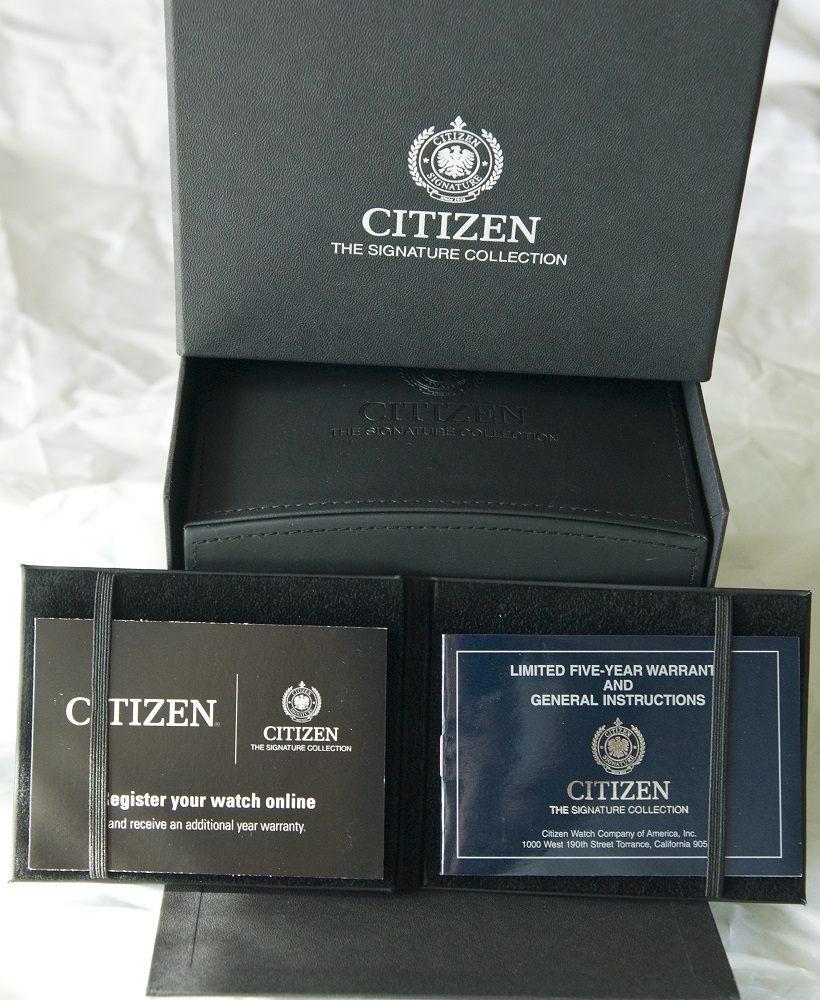 CITIZEN
SIGNATURE
CITIZEN
THE SIGNATURE COLLECTION
CITIZEN
THE SIGNATURE COLLECTION
C TIZEN
CITIZEN
THE SIGNATURE COLLECTION
egister your watch online
and receive an additional year warranty.
LIMITED FIVE-YEAR WARRANT
AND
GENERAL INSTRUCTIONS
CITIZEN
SIGNATURE
CITIZEN
THE SIGNATURE COLLECTION
Citizen Watch Company of America, Inc.
1000 West 190th Street Torrance, California 905